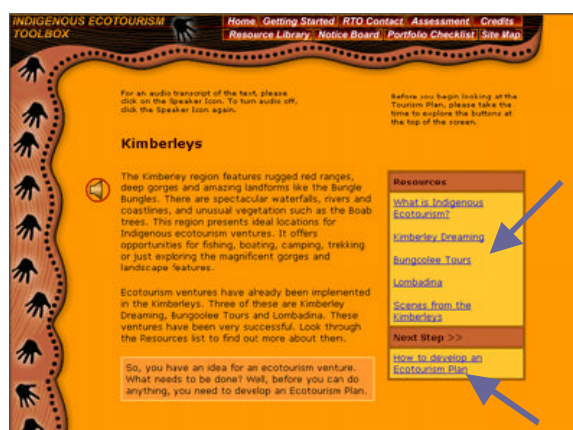 INDIGENOUS ECOTOURISM
TOOLBOX
Home Getting Started RTO Contact Assessment Credits
Resource Library Notice Board Portfolio Checklist Site Map
For an audio transcript of the text, please
click on the Speaker Icon. To turn audio off,
click the Speaker Icon again.
Before you begin looking at the
Tourism Plan, please take the
time to explore the buttons at
the top of the screen.
Kimberleys
The Kimberley region features rugged red ranges,
deep gorges and amazing landforms like the Bungle
Bungles. There are spectacular waterfalls, rivers and
coastlines, and unusual vegetation such as the Boab
trees. This region presents ideal locations for
Indigenous ecotourism ventures. It offers
opportunities for fishing, boating, camping, trekking
or just exploring the magnificent gorges and
landscape features.
Ecotourism ventures have already been implemented
in the Kimberleys. Three of these are Kimberley
Dreaming, Bungoolee Tours and Lombadina. These
ventures have been very successful. Look through
the Resources list to find out more about them.
So, you have an idea for an ecotourism venture.
What needs to be done? Well, before you can do
anything, you need to develop an Ecotourism Plan.
Resources
What is Indigenous
Ecotourism?
Kimberley Dreaming
Bungoolee Tours
Lombadina
Scenes from the
Kimberleys
Next Step >>
How to develop an
Ecotourism Plan